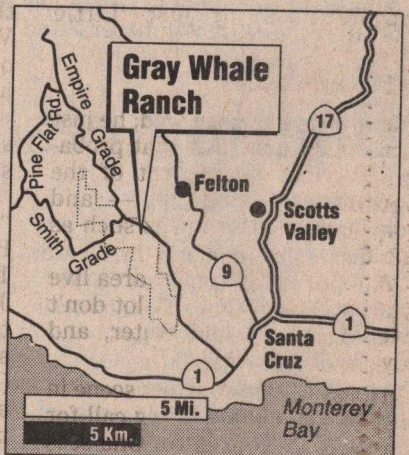 Gray Whale
Ranch
Empire
Grade
Pine Flat Rd.
Smith
Grade
17
Felton
Scotts
Valley
9
1
Santa
Cruz
1
5 Mi.
5 Km.
Monterey
Bay